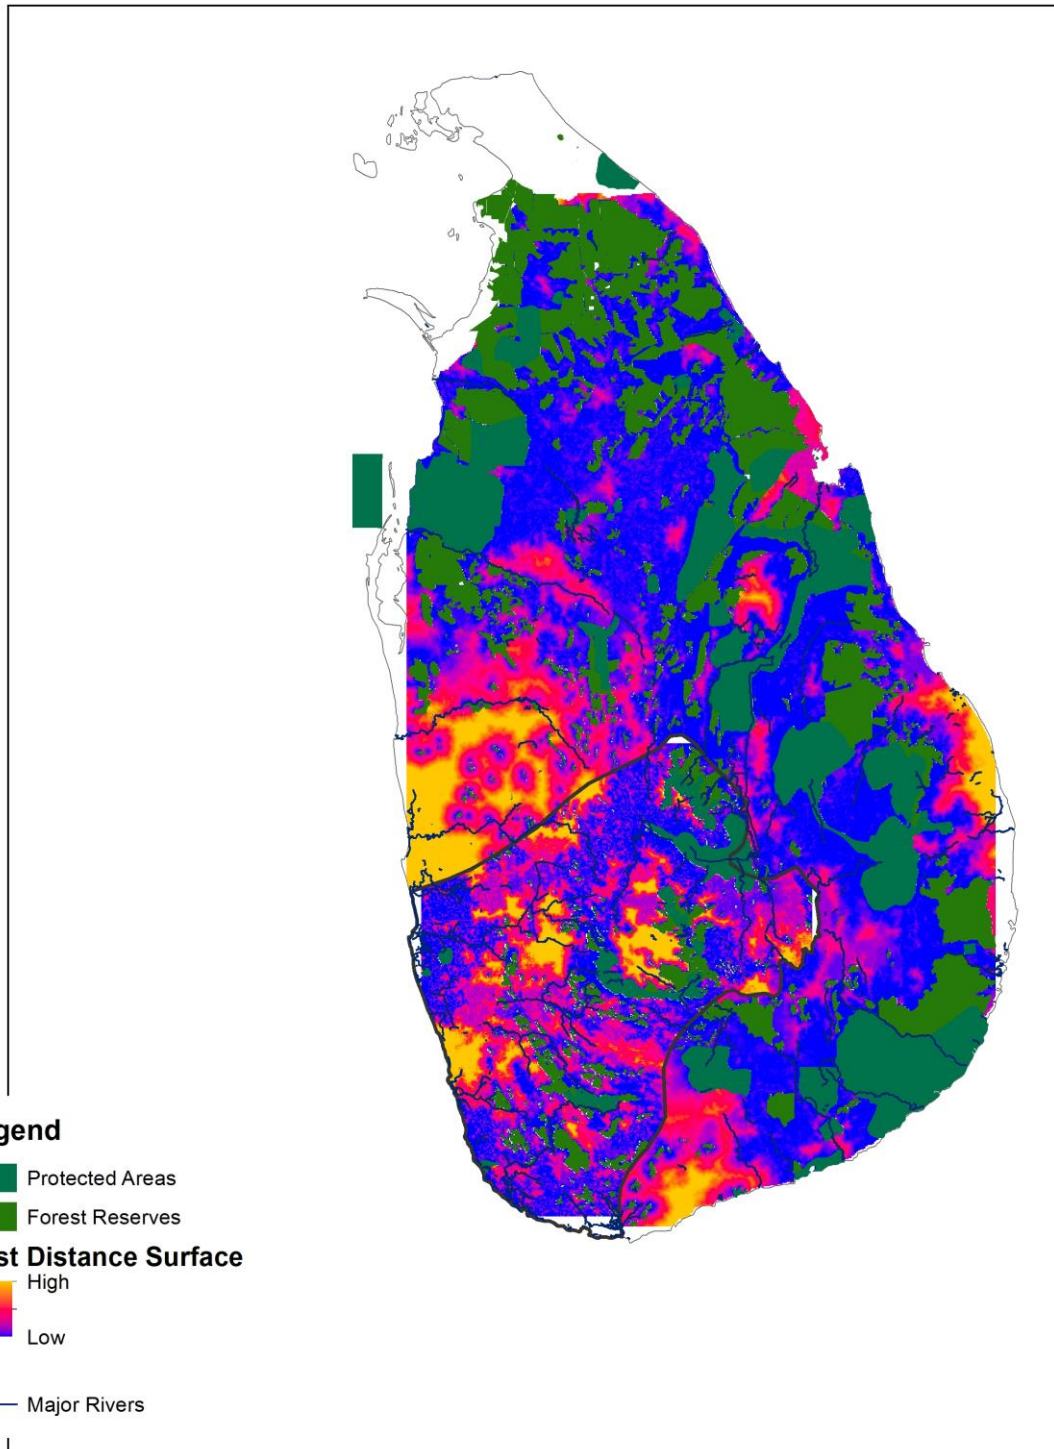 gend
Protected Areas
Forest Reserves
st Distance Surface
High
Low
Major Rivers